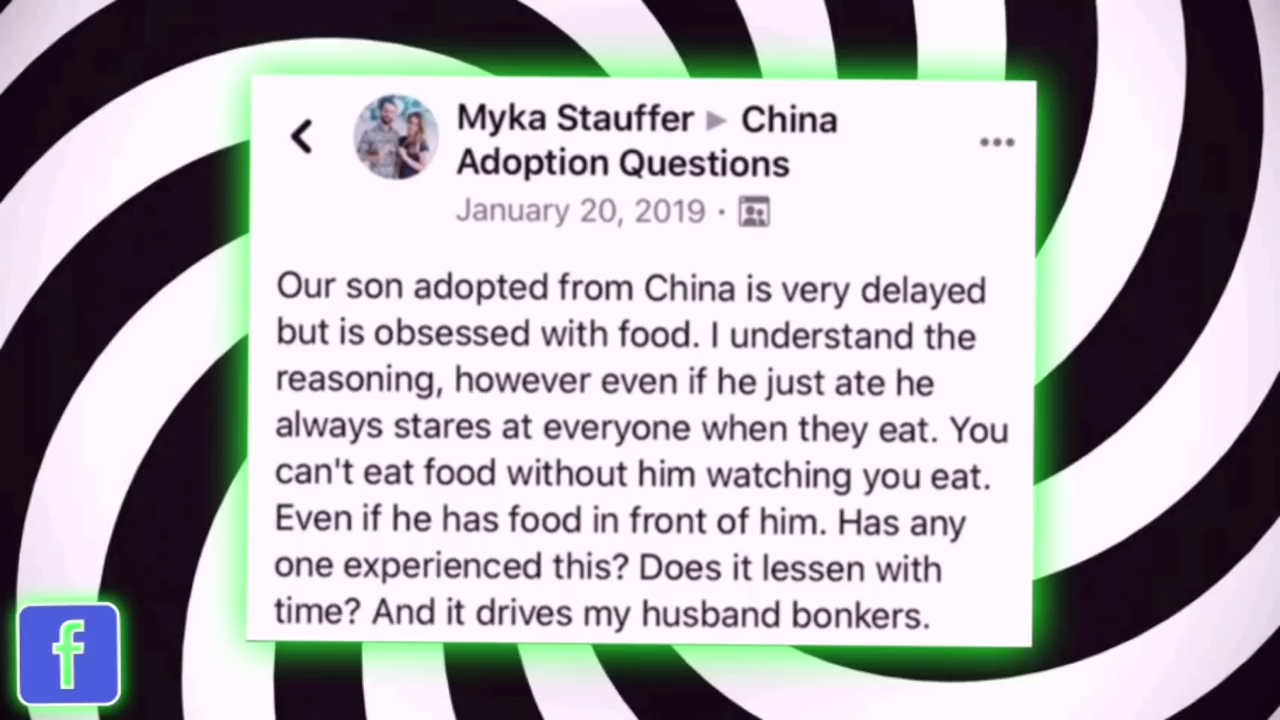 Myka Stauffer ▶ China
Adoption Questions
January 20, 2019 ·
Our son adopted from China is very delayed
but is obsessed with food. I understand the
reasoning, however even if he just ate he
always stares at everyone when they eat. You
can't eat food without him watching you eat.
Even if he has food in front of him. Has any
one experienced this? Does it lessen with
time? And it drives my husband bonkers.
f